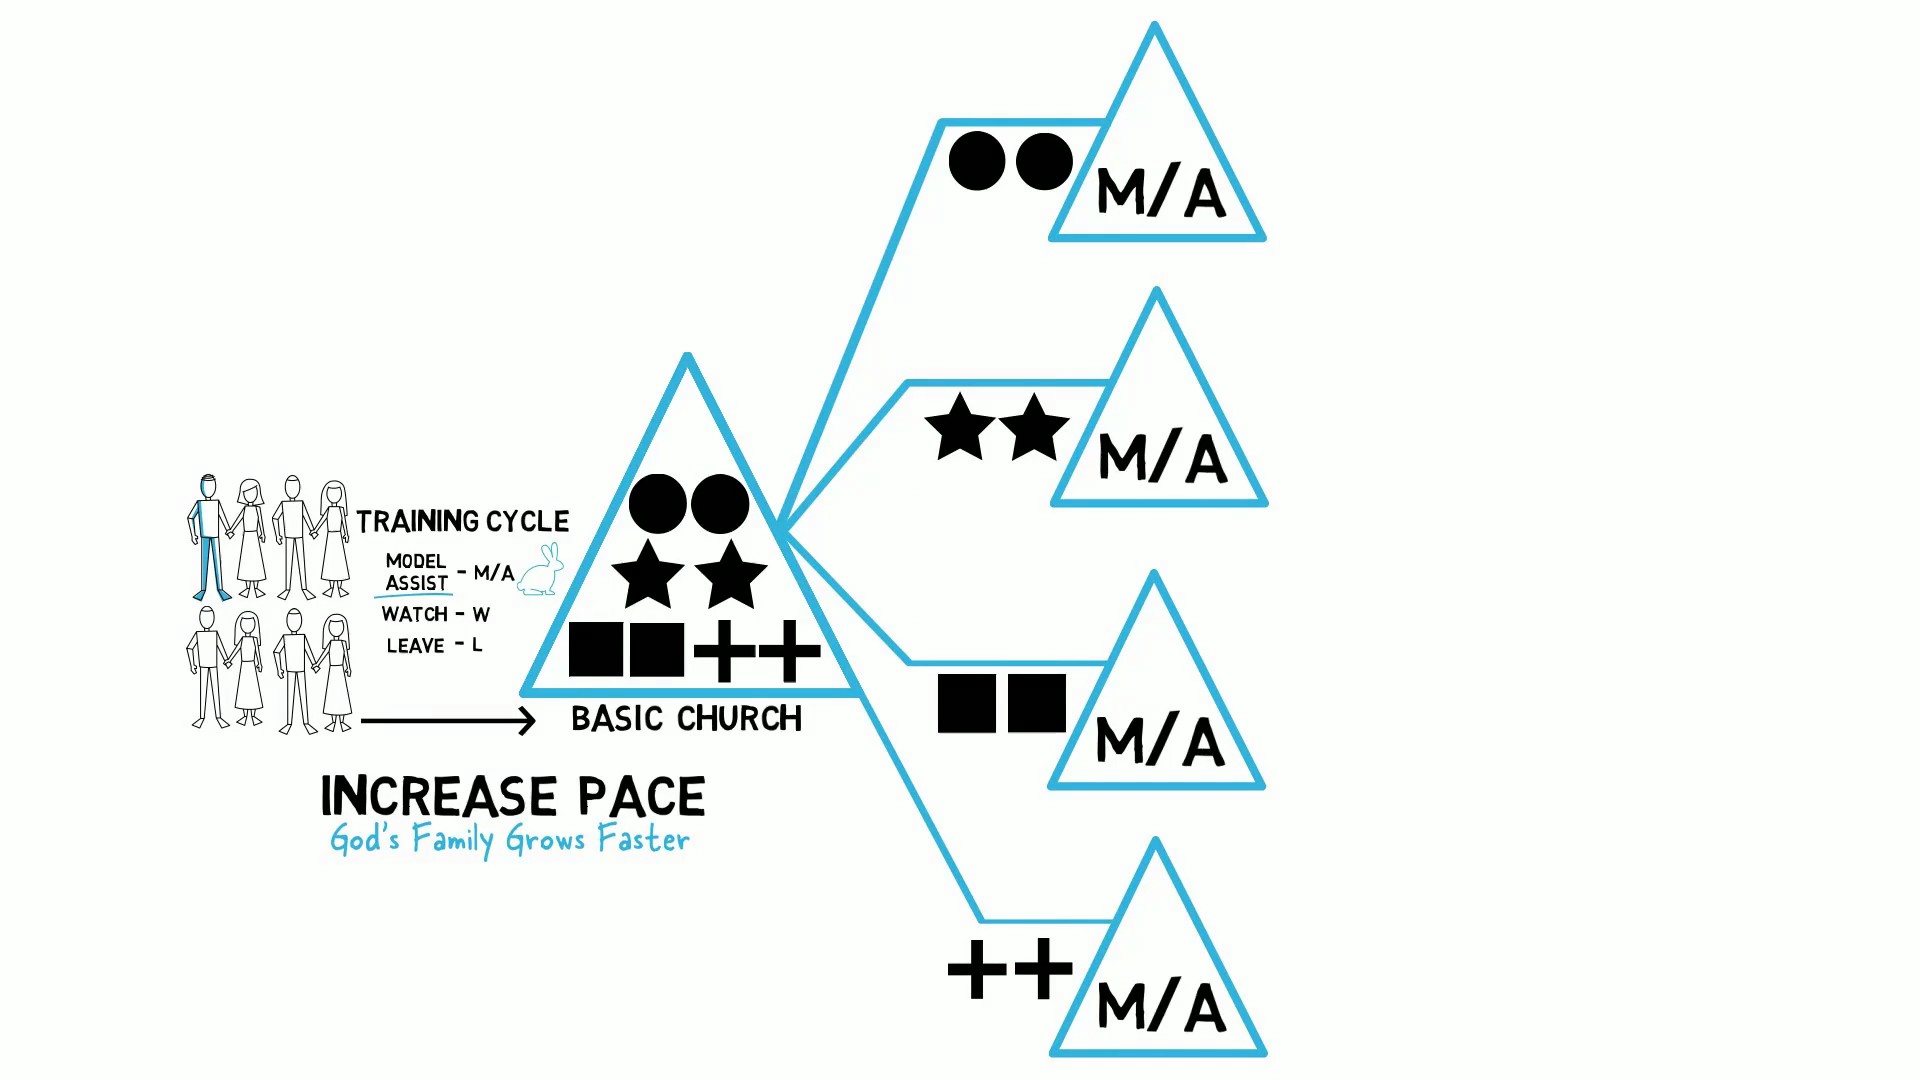 TRAINING CYCLE
MODEL
ASSIST - M/A
WATCH - W
LEAVE - L
BASIC CHURCH
INCREASE PACE
God's Family Grows Faster
M/A
M/A
M/A
M/A